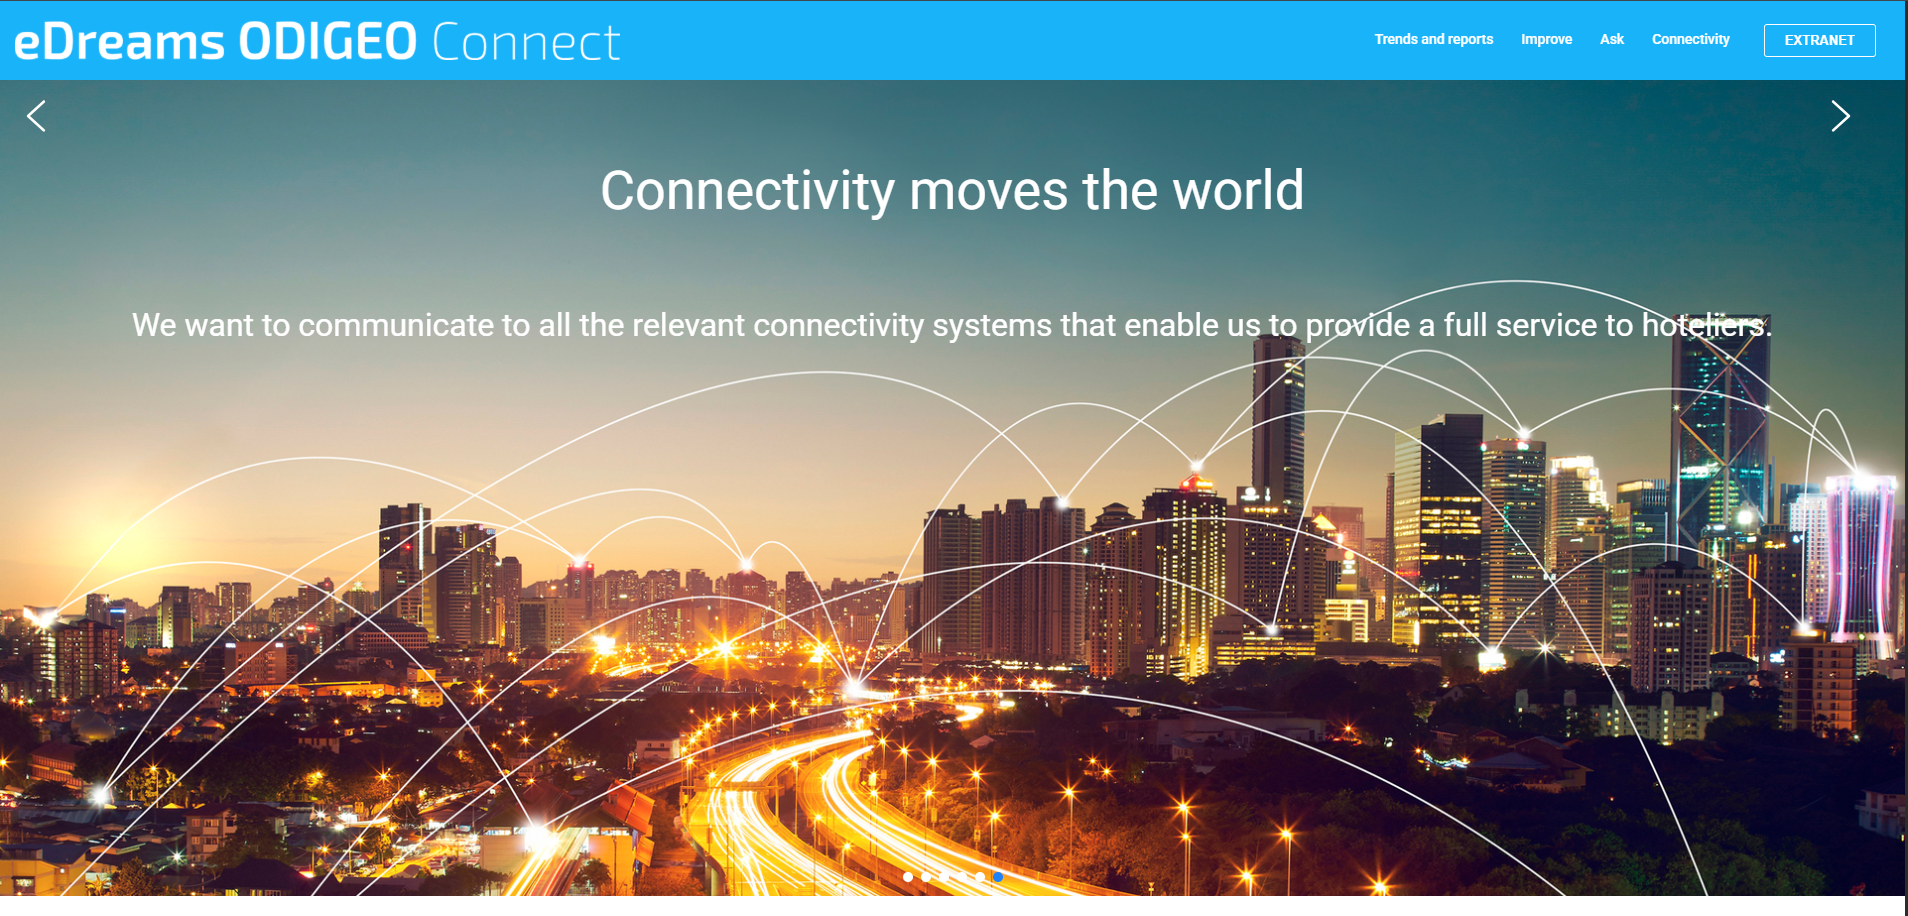 eDreams ODIGEO Connect
Trends and reports
Improve
Ask
Connectivity
EXTRANET
Connectivity moves the world
We want to communicate to all the relevant connectivity systems that enable us to provide a full service to hoteliers.